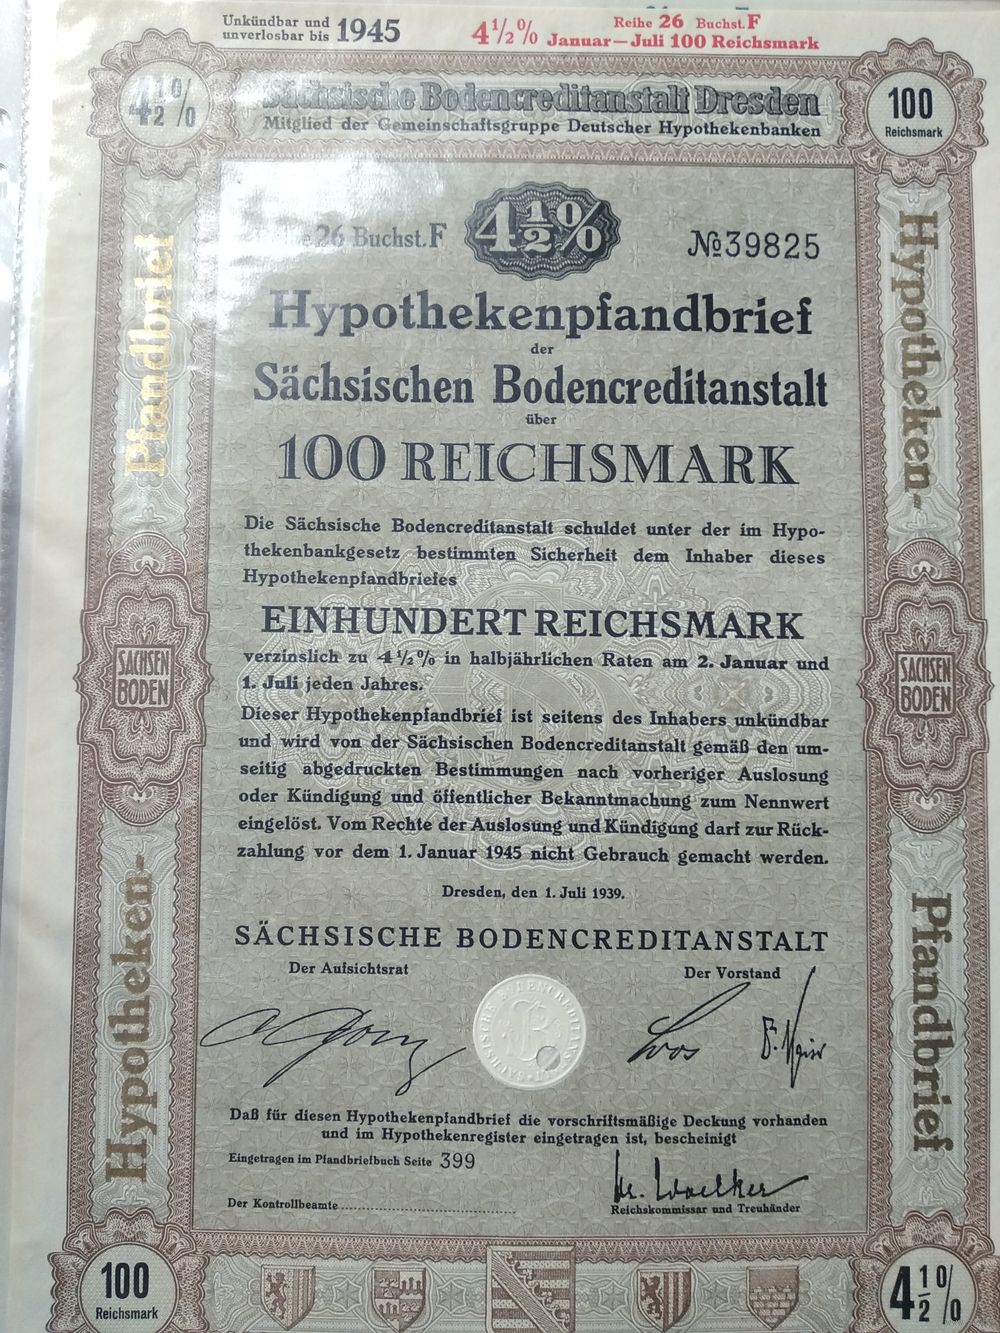 Unkündbar und
unverlosbar bis 1945
Reihe 26 Buchst. F
4½% Januar—Juli 100 Reichsmark
4½%
Sächsische Bodencreditanstalt Dresden
Mitglied der Gemeinschaftsgruppe Deutscher Hypothekenbanken
100
Reichsmark
26 Buchst. F
4½%
№ 39825
Hypothekenpfandbrief
der
Sächsischen Bodencreditanstalt
über
100 REICHSMARK
Die Sächsische Bodencreditanstalt schuldet unter der im Hypo-
thekenbankgesetz bestimmten Sicherheit dem Inhaber dieses
Hypothekenpfandbriefes
EINHUNDERT REICHSMARK
verzinslich zu 4½% in halbjährlichen Raten am 2. Januar und
1. Juli jeden Jahres.
Dieser Hypothekenpfandbrief ist seitens des Inhabers unkündbar
und wird von der Sächsischen Bodencreditanstalt gemäß den um-
seitig abgedruckten Bestimmungen nach vorheriger Auslosung
oder Kündigung und öffentlicher Bekanntmachung zum Nennwert
eingelöst. Vom Rechte der Auslosung und Kündigung darf zur Rück-
zahlung vor dem 1. Januar 1945 nicht Gebrauch gemacht werden.
Dresden, den 1. Juli 1939.
SÄCHSISCHE BODENCREDITANSTALT
Der Aufsichtsrat
Der Vorstand
Loos
SÄCHSISCHE BODENCREDITANSTALT
Daß für diesen Hypothekenpfandbrief die vorschriftsmäßige Deckung vorhanden
und im Hypothekenregister eingetragen ist, bescheinigt
Eingetragen im Pfandbriefbuch Seite 399
Der Kontrollbeamte
Reichskommissar und Treuhänder
Hypotheken-
Pfandbrief
Hypotheken-
Pfandbrief
SACHSEN
BODEN
SACHSEN
BODEN
100
Reichsmark
4½%